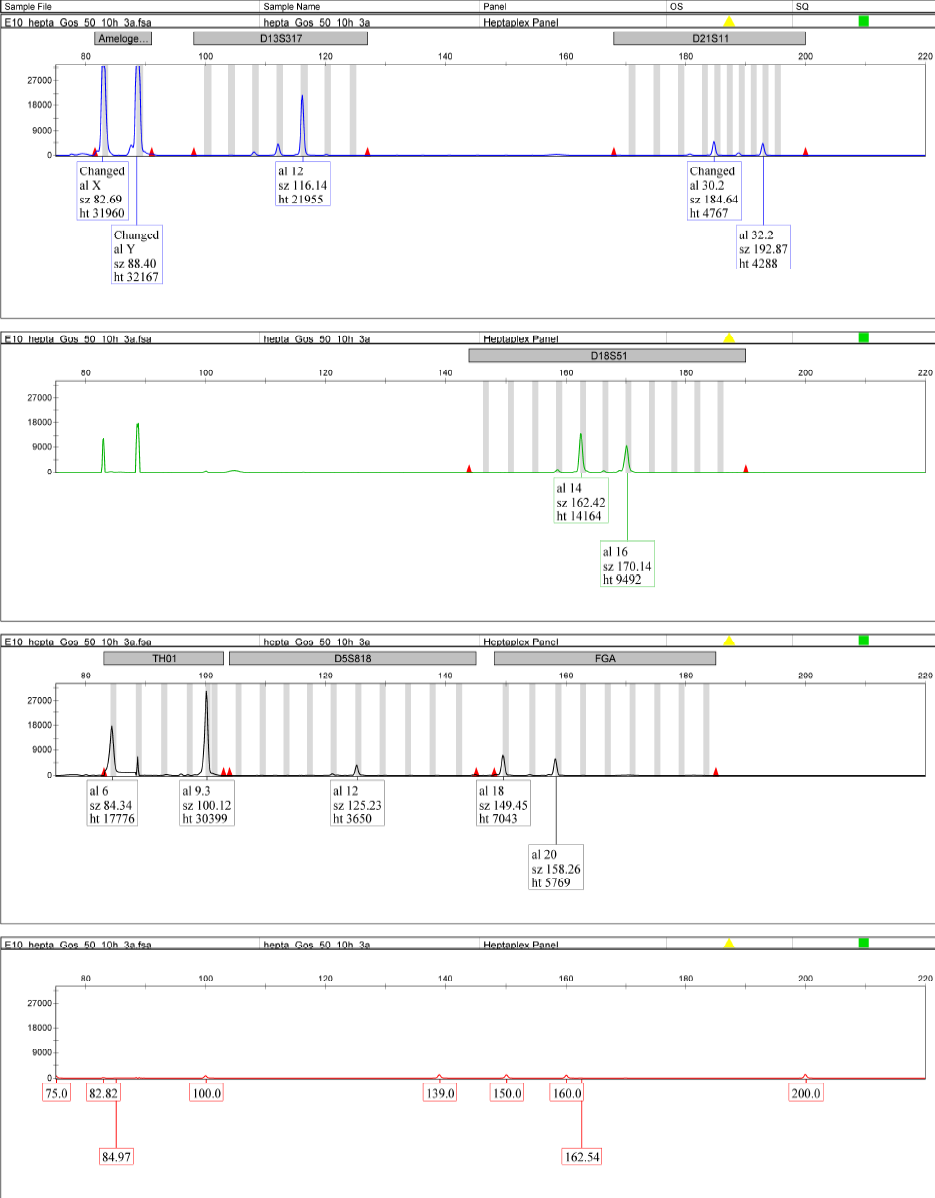 Sample File Sample Name Panel OS SQ
E10_hepta_Gos_50_10h_3a.fsa hepta_Gos_50_10h_3a Heptaplex Panel
Ameloge... D13S317 D21S11
80 100 120 140 160 180 200 220
27000
18000
9000
0
Changed
al X
sz 82.69
ht 31960
al 12
sz 116.14
ht 21955
Changed
al 30.2
sz 184.64
ht 4767
Changed
al Y
sz 88.40
ht 32167
al 32.2
sz 192.87
ht 4288
E10_hepta_Gos_50_10h_3a.fsa hepta_Gos_50_10h_3a Heptaplex Panel
D18S51
80 100 120 140 160 180 200 220
27000
18000
9000
0
al 14
sz 162.42
ht 14164
al 16
sz 170.14
ht 9492
E10_hepta_Gos_50_10h_3a.fsa hepta_Gos_50_10h_3a Heptaplex Panel
TH01 D5S818 FGA
80 100 120 140 160 180 200 220
27000
18000
9000
0
al 6
sz 84.34
ht 17776
al 9.3
sz 100.12
ht 30399
al 12
sz 125.23
ht 3650
al 18
sz 149.45
ht 7043
al 20
sz 158.26
ht 5769
E10_hepta_Gos_50_10h_3a.fsa hepta_Gos_50_10h_3a Heptaplex Panel
80 100 120 140 160 180 200 220
27000
18000
9000
0
75.0 82.82 100.0 139.0 150.0 160.0 200.0
84.97 162.54